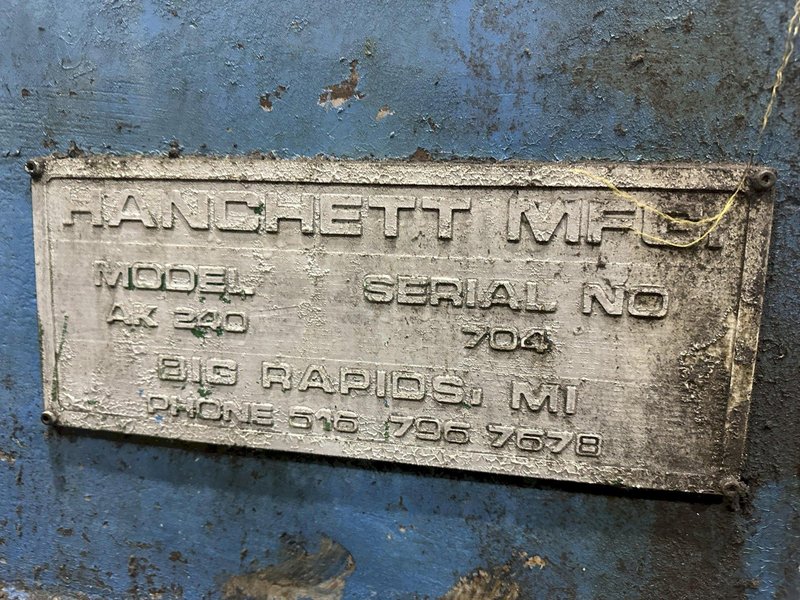 HANCHETT MFG.
MODEL SERIAL NO
AK 240 704
BIG RAPIDS, MI
PHONE 616 796 7678